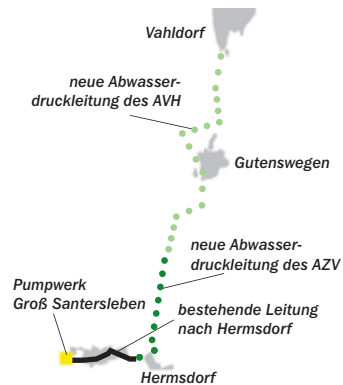 Vahldorf
neue Abwasser-
druckleitung des AVH
Gutenswegen
neue Abwasser-
druckleitung des AZV
Pumpwerk
Groß Santersleben
bestehende Leitung
nach Hermsdorf
Hermsdorf